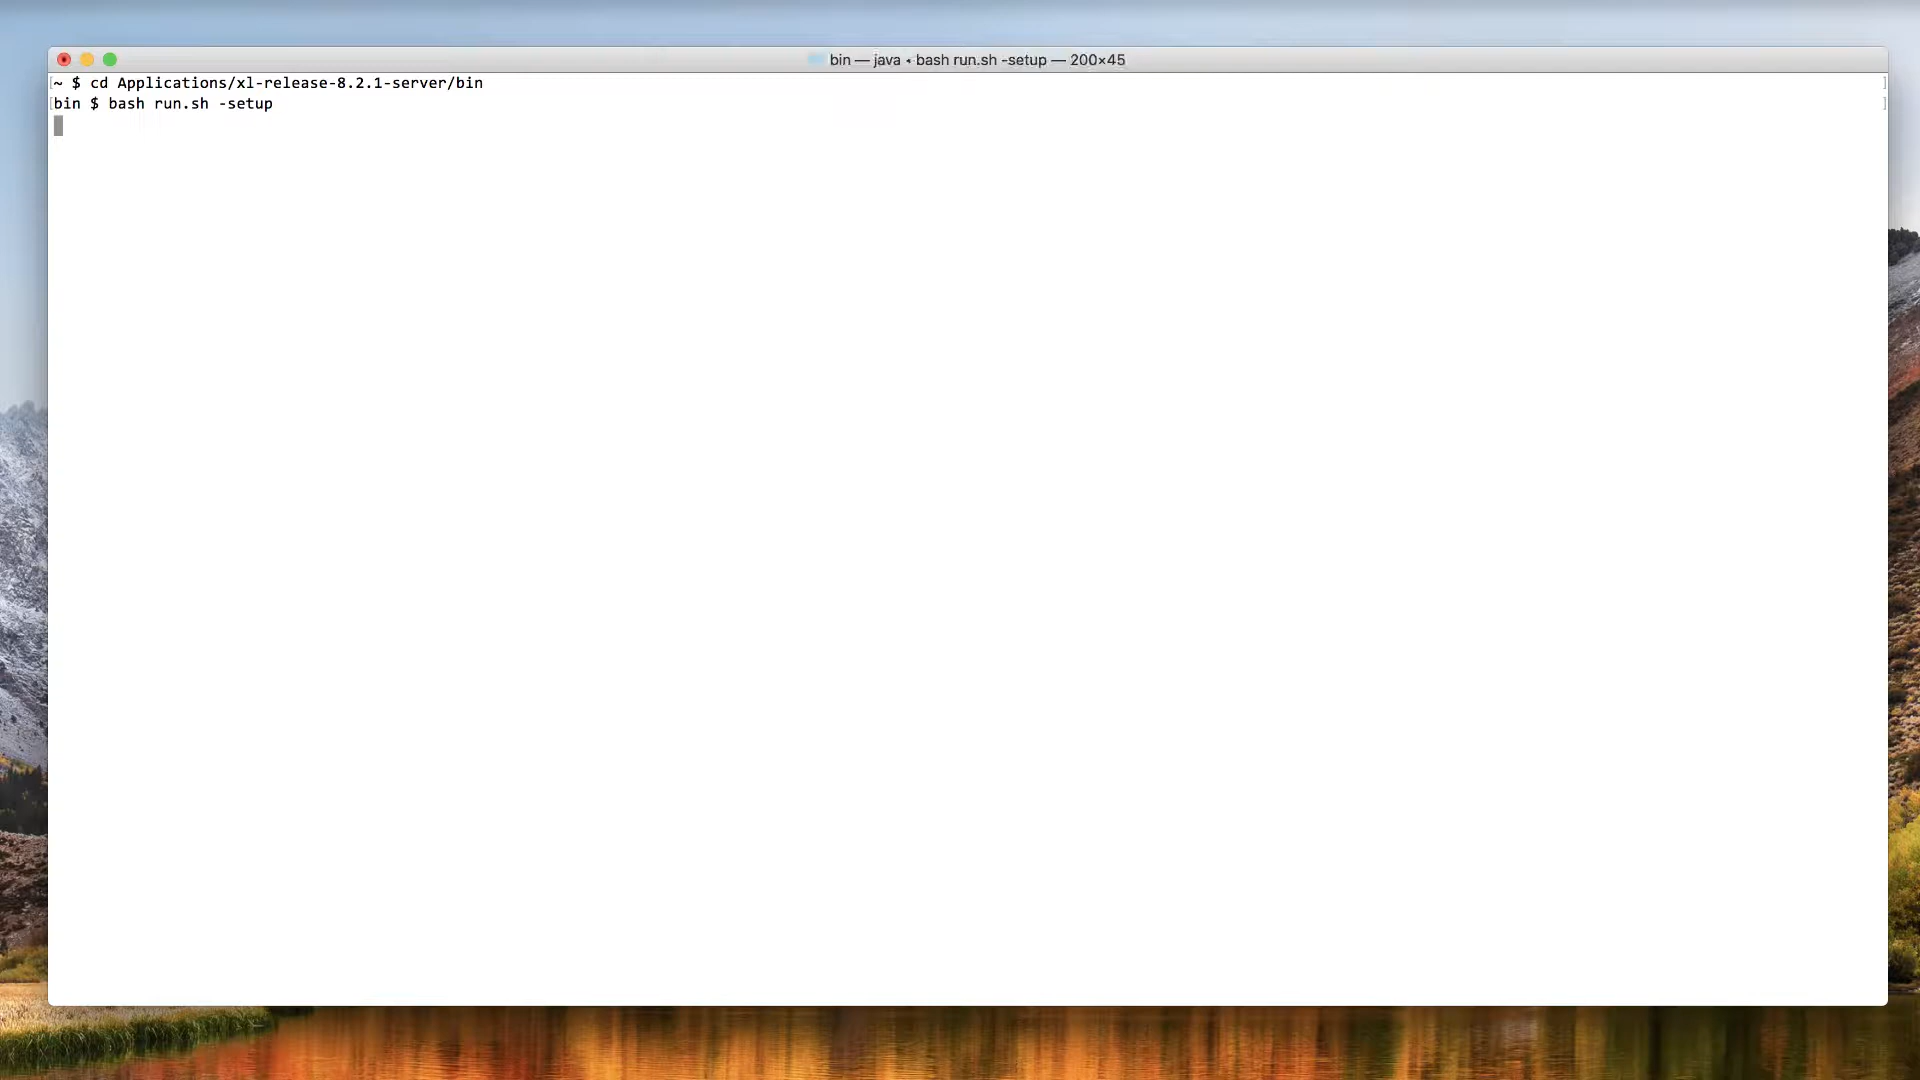 bin — java ◂ bash run.sh -setup — 200×45
[~ $ cd Applications/xl-release-8.2.1-server/bin ]
[bin $ bash run.sh -setup ]